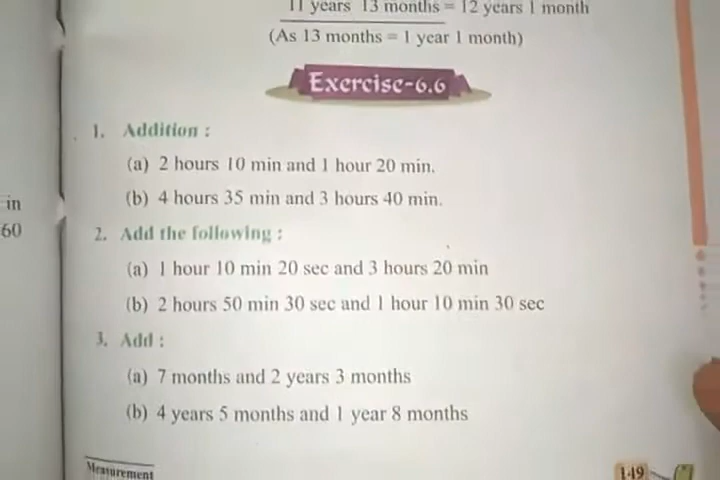 11 years 13 months = 12 years 1 month
(As 13 months = 1 year 1 month)
Exercise-6.6
1. Addition :
(a) 2 hours 10 min and 1 hour 20 min.
(b) 4 hours 35 min and 3 hours 40 min.
in
60
2. Add the following :
(a) 1 hour 10 min 20 sec and 3 hours 20 min
(b) 2 hours 50 min 30 sec and 1 hour 10 min 30 sec
3. Add :
(a) 7 months and 2 years 3 months
(b) 4 years 5 months and 1 year 8 months
Measurement
149